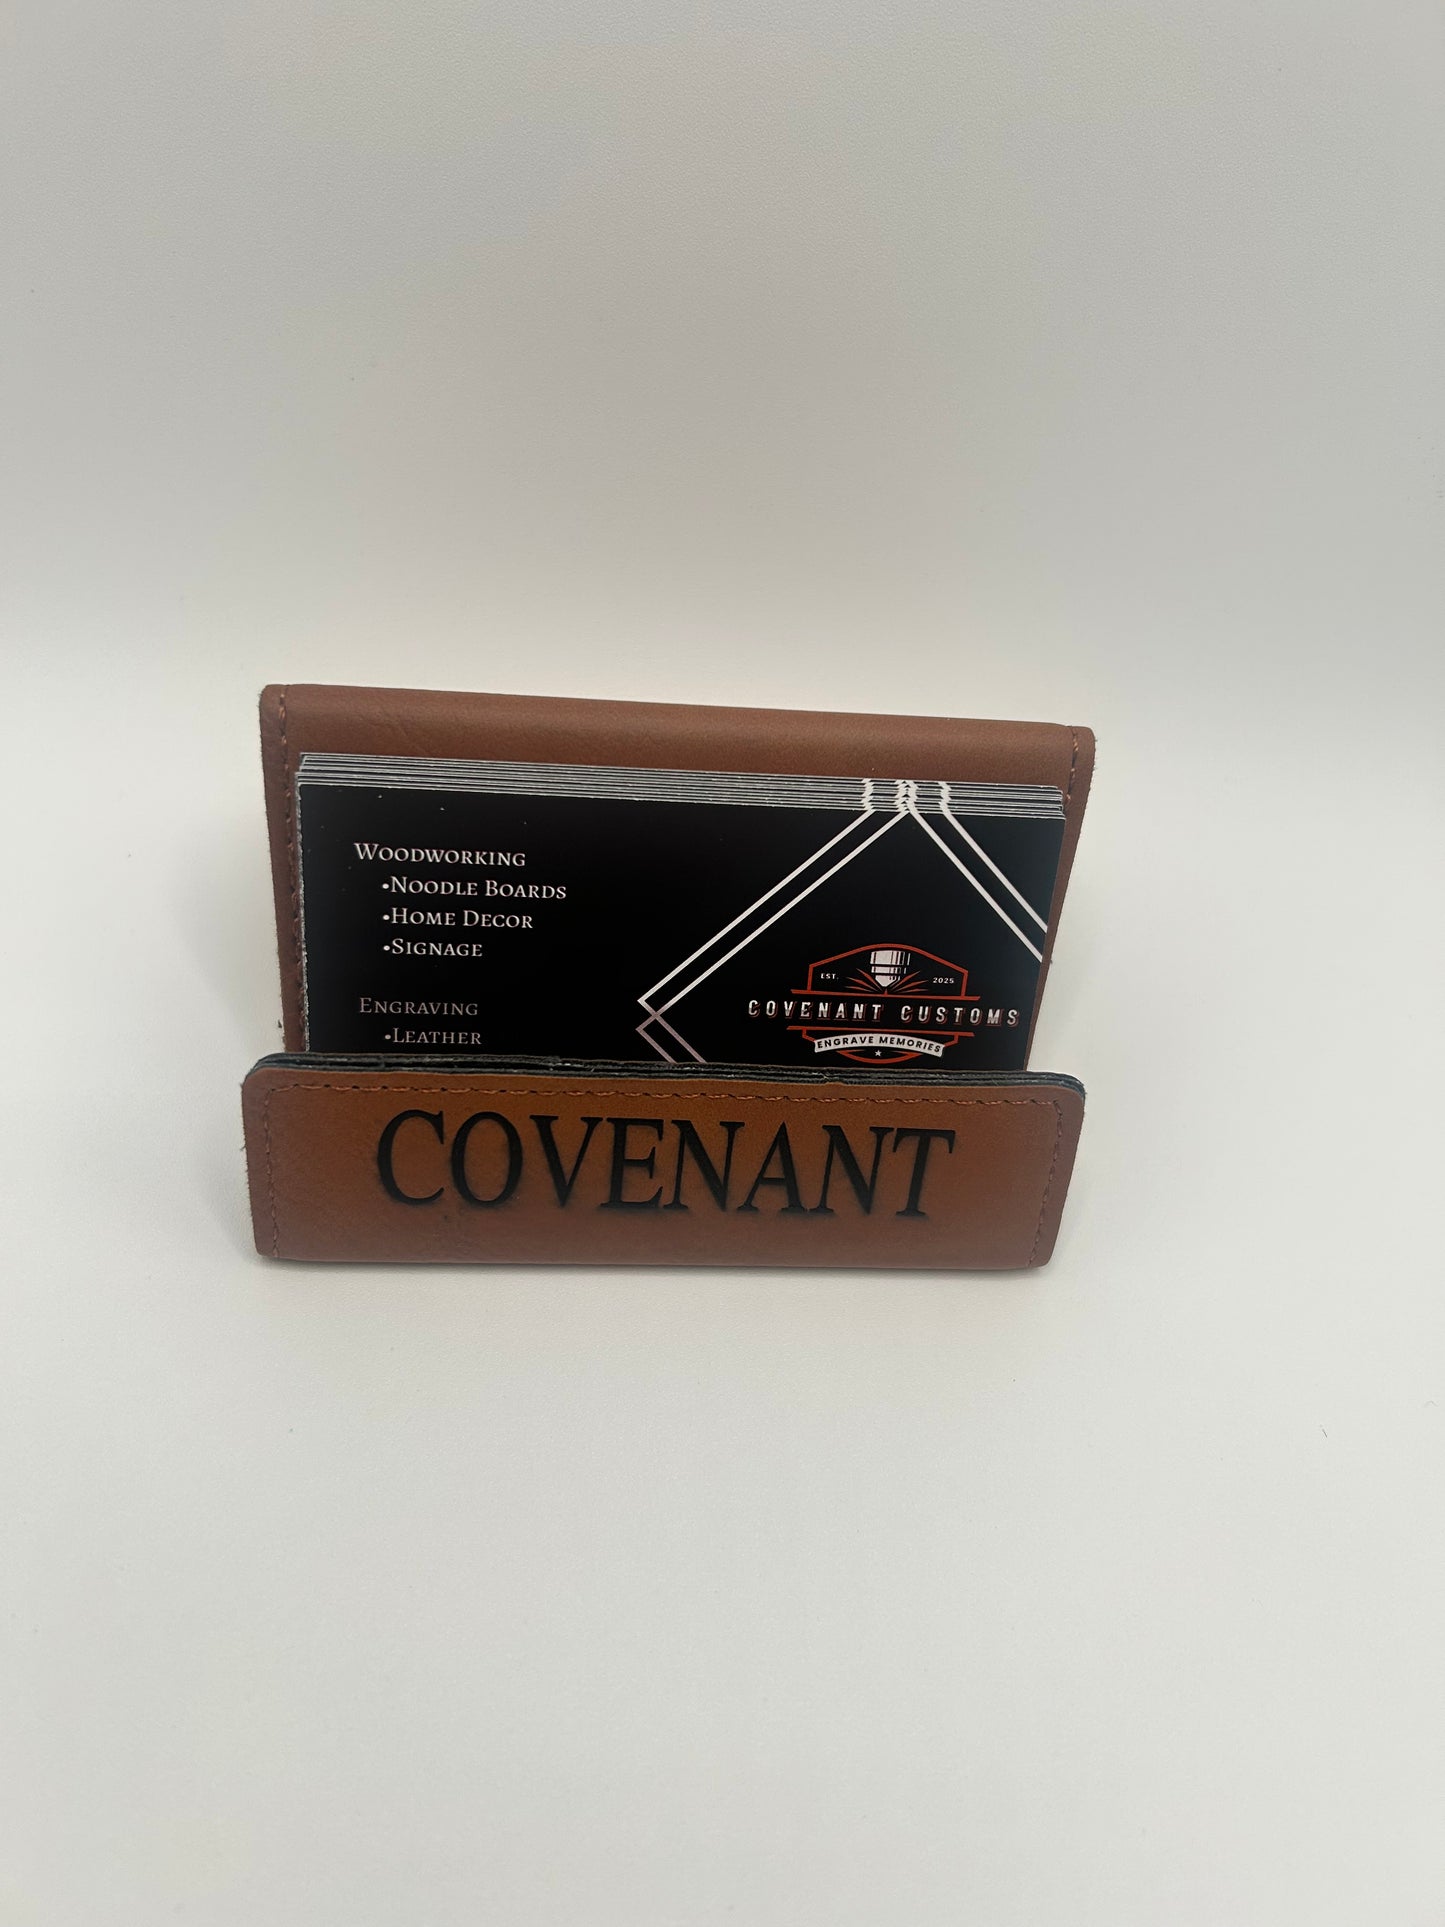 Woodworking
•Noodle Boards
•Home Decor
•Signage
Engraving
•Leather
EST. 2025
COVENANT CUSTOMS
ENGRAVE MEMORIES
COVENANT